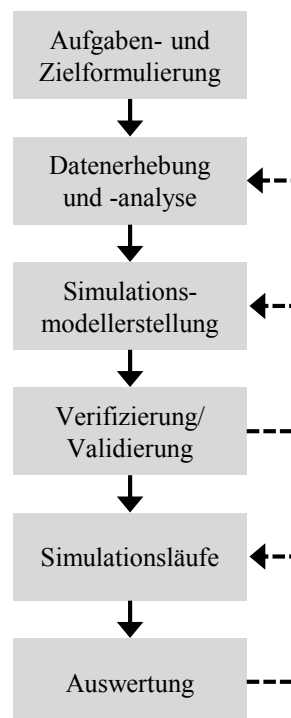 Aufgaben- und
Zielformulierung
Datenerhebung
und -analyse
Simulations-
modellerstellung
Verifizierung/
Validierung
Simulationsläufe
Auswertung